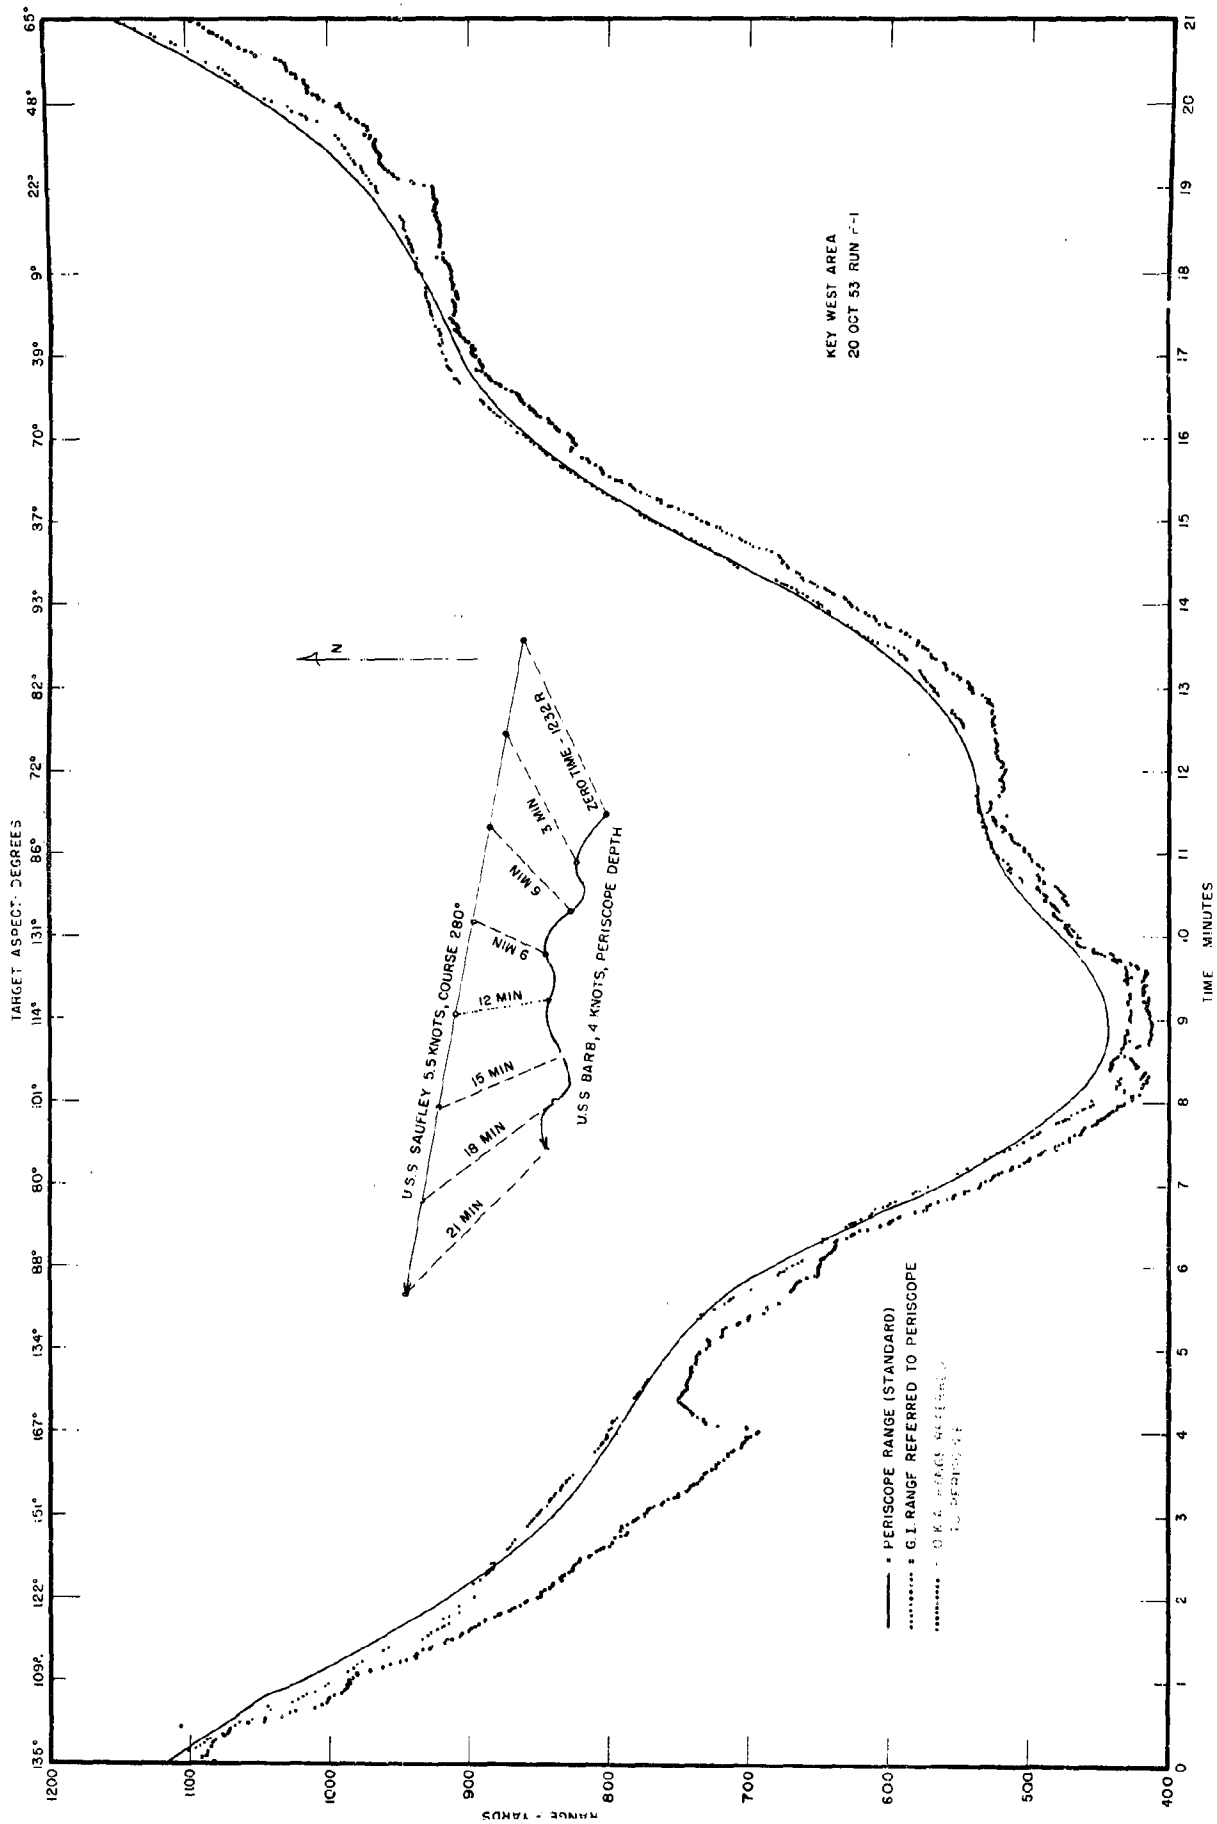 TARGET ASPECT- DEGREES
135° 109° 122° 151° 167° 134° 88° 80° 101° 114° 131° 86° 72° 82° 93° 37° 70° 39° 9° 22° 48° 65°
1200
1100
1000
900
800
700
600
500
400
RANGE - YARDS
U.S.S SAUFLEY 5.5 KNOTS, COURSE 280°
21 MIN
18 MIN
15 MIN
12 MIN
9 MIN
6 MIN
3 MIN
ZERO TIME - 1232 R
N
U.S.S BARB, 4 KNOTS, PERISCOPE DEPTH
KEY WEST AREA
20 OCT 53 RUN
= PERISCOPE RANGE (STANDARD)
= G.I. RANGE REFERRED TO PERISCOPE
RANGE
TO
0 1 2 3 4 5 6 7 8 9 10 11 12 13 14 15 16 17 18 19 20 21
TIME MINUTES